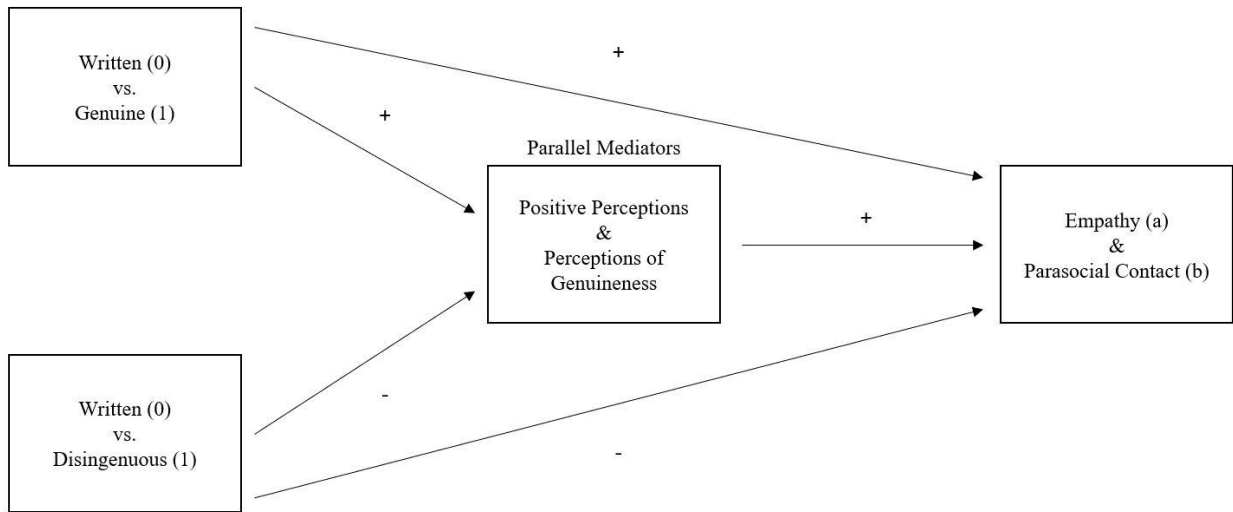 Written (0)
vs.
Genuine (1)
+
+
Parallel Mediators
Positive Perceptions
&
Perceptions of
Genuineness
+
Empathy (a)
&
Parasocial Contact (b)
Written (0)
vs.
Disingenuous (1)
-
-